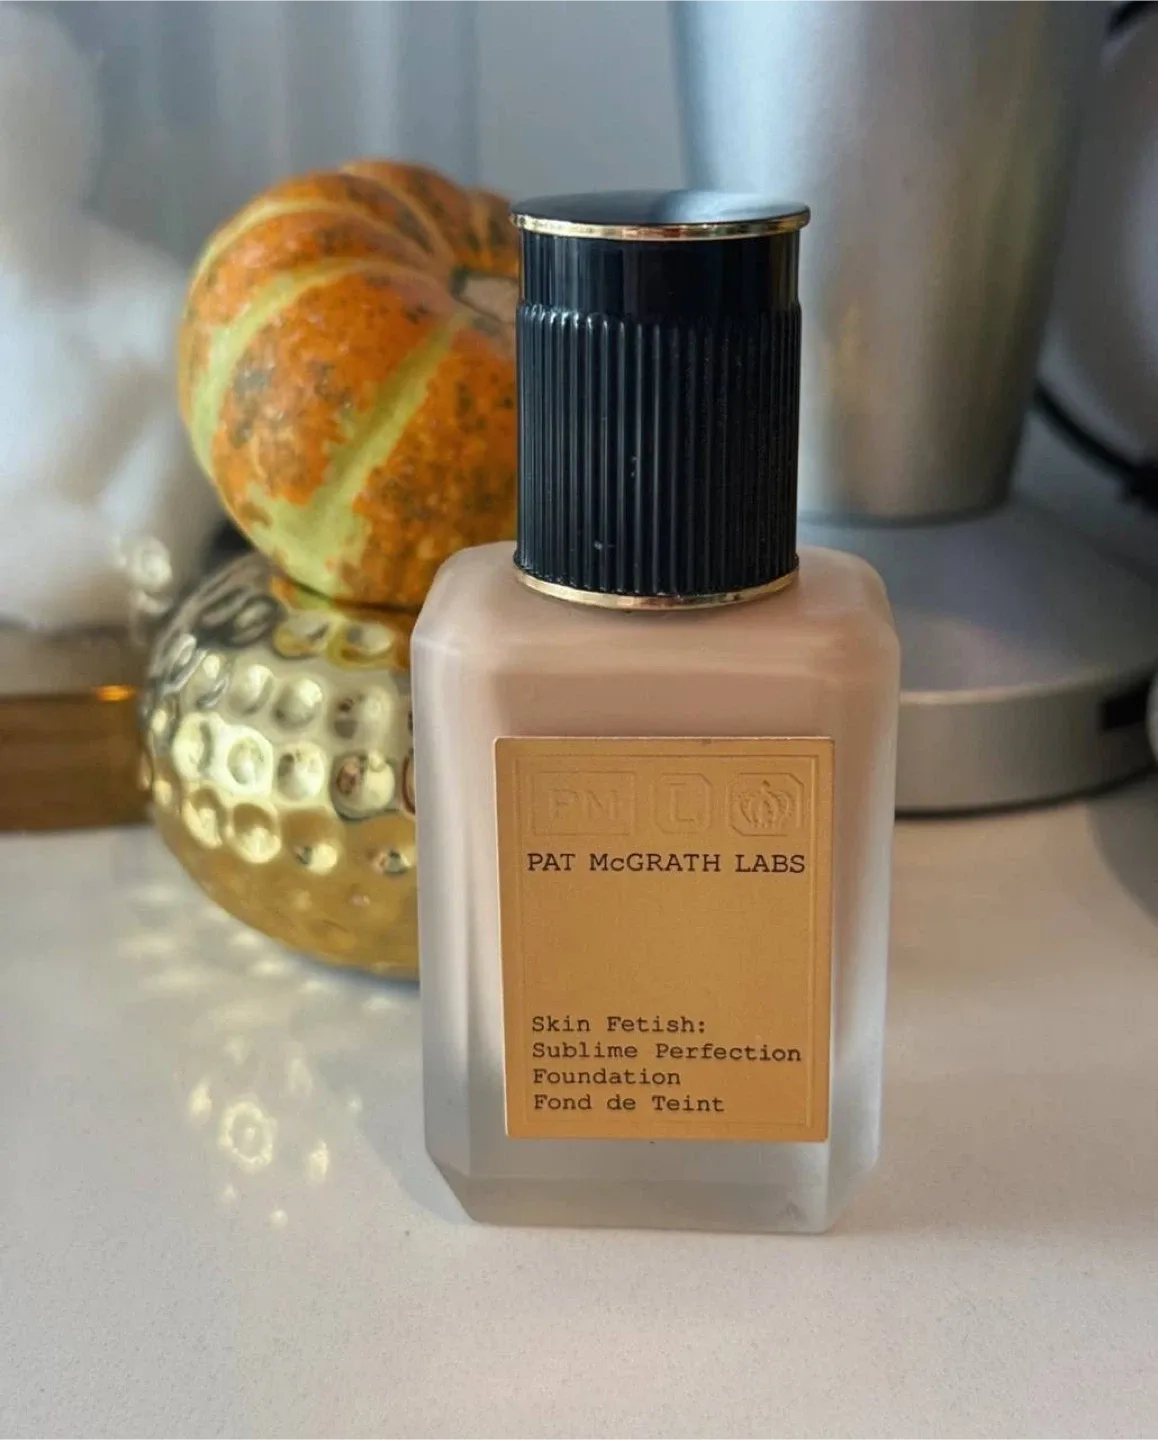 PM L
PAT McGRATH LABS
Skin Fetish:
Sublime Perfection
Foundation
Fond de Teint